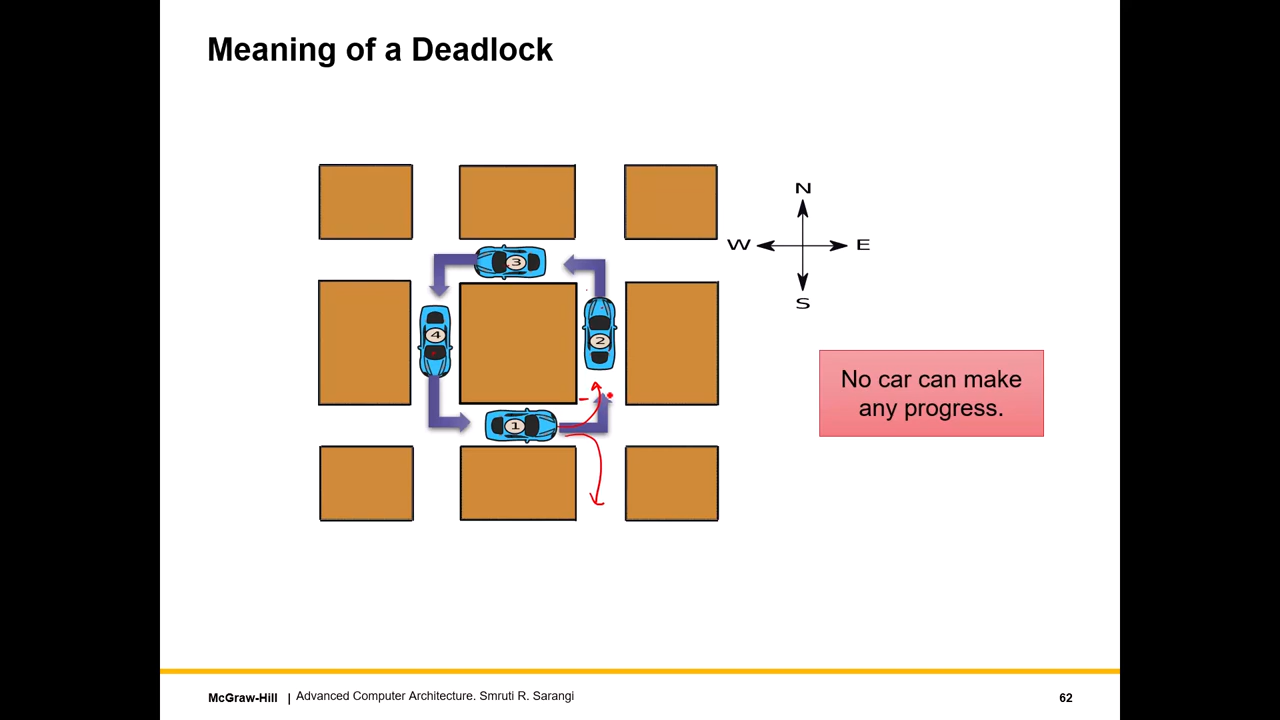 Meaning of a Deadlock
N
W E
S
3
4
2
1
No car can make
any progress.
McGraw-Hill | Advanced Computer Architecture. Smruti R. Sarangi
62